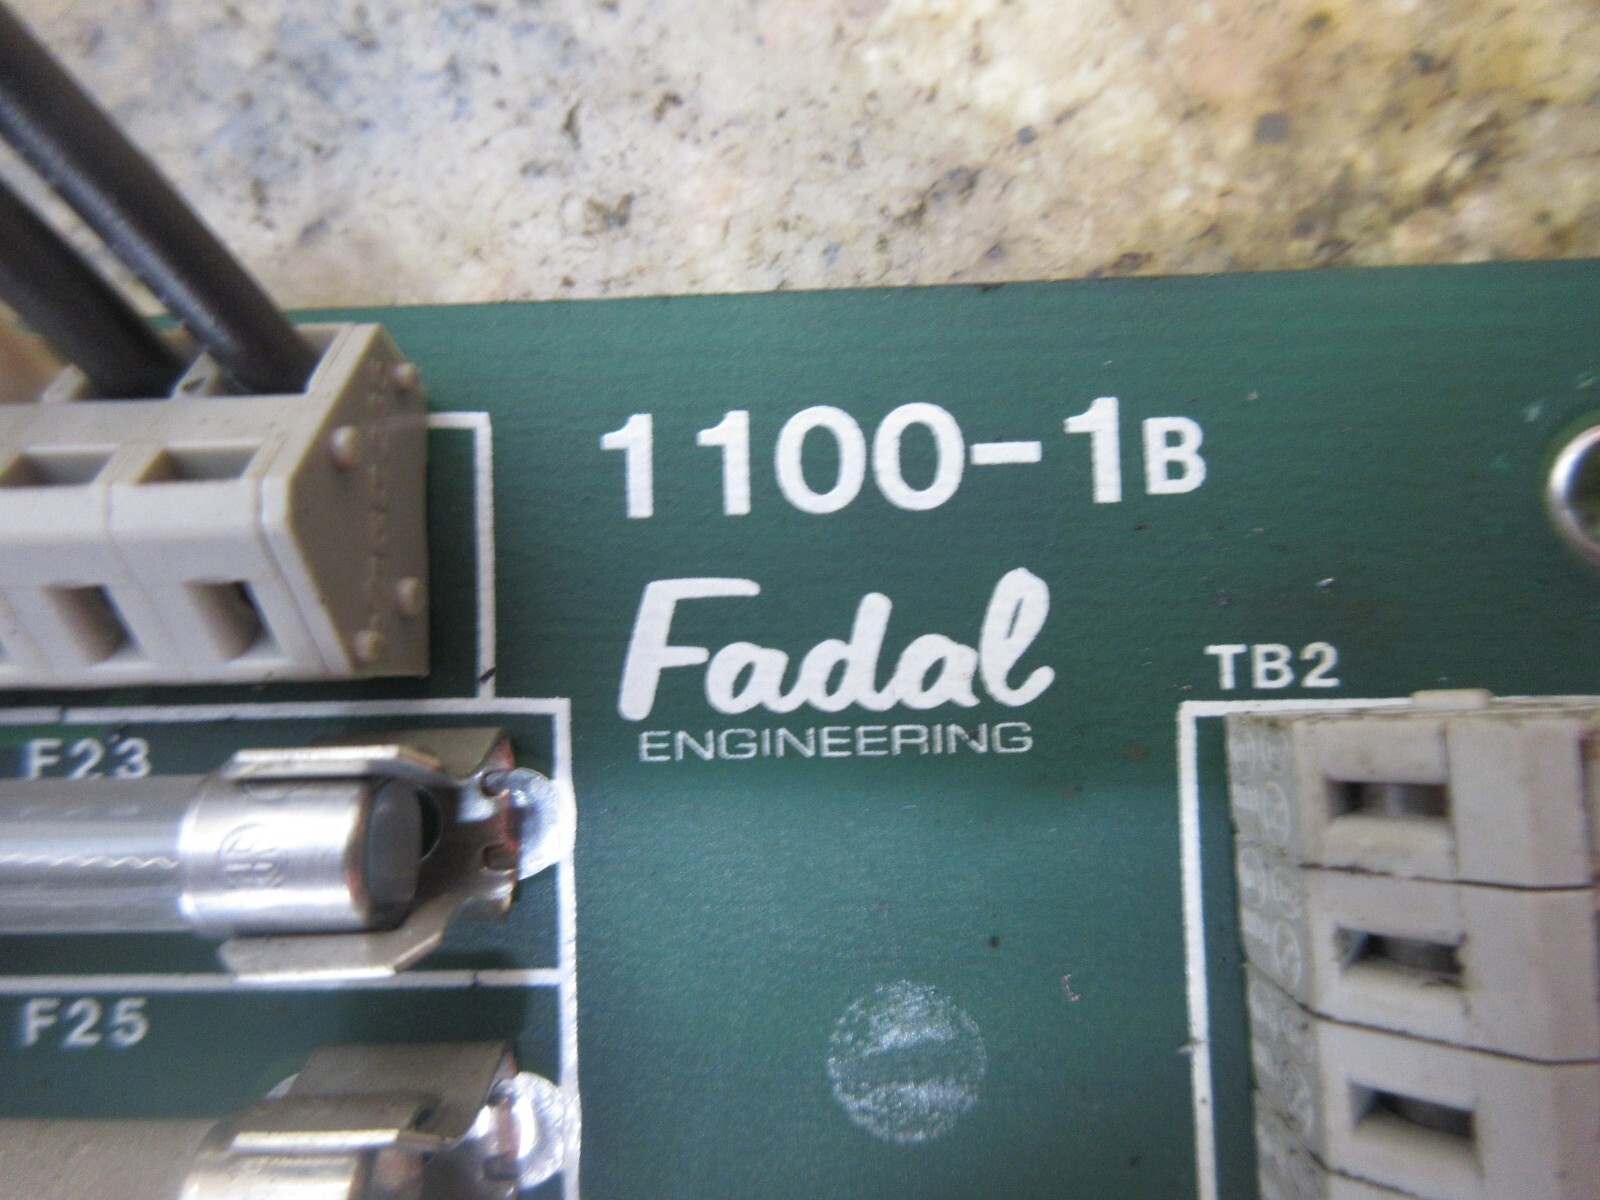 1100-1B
Fadal
ENGINEERING
TB2
F23
F25